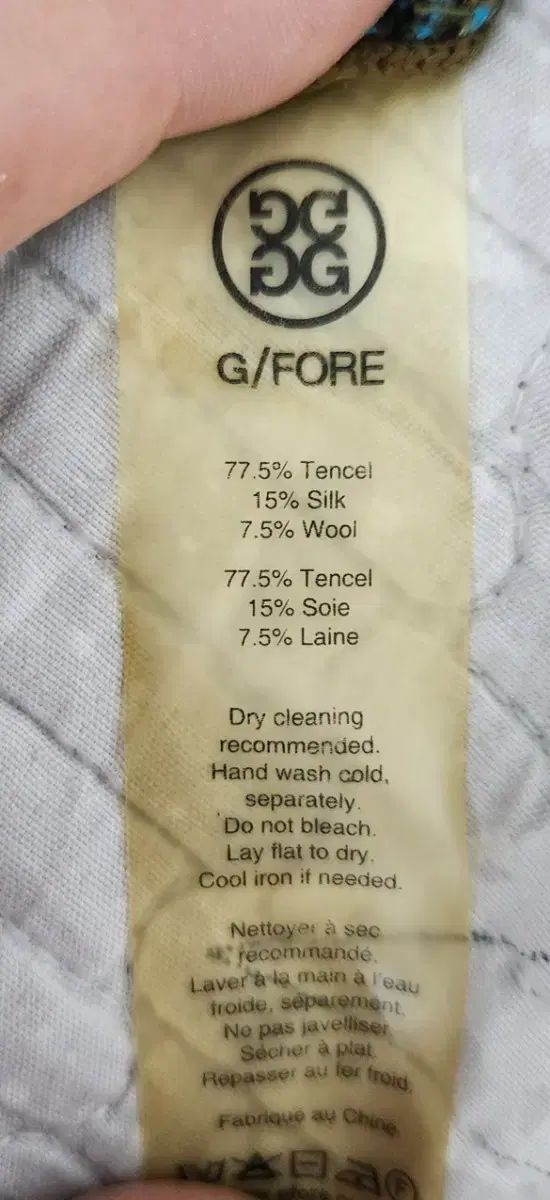 G/FORE
77.5% Tencel
15% Silk
7.5% Wool
77.5% Tencel
15% Soie
7.5% Laine
Dry cleaning
recommended.
Hand wash cold,
separately.
Do not bleach.
Lay flat to dry.
Cool iron if needed.
Nettoyer à sec
recommandé.
Laver à la main à l'eau
froide, séparément.
No pas javelliser
Sécher à plat.
Repasser au fer froid.
Fabriqué au Chine